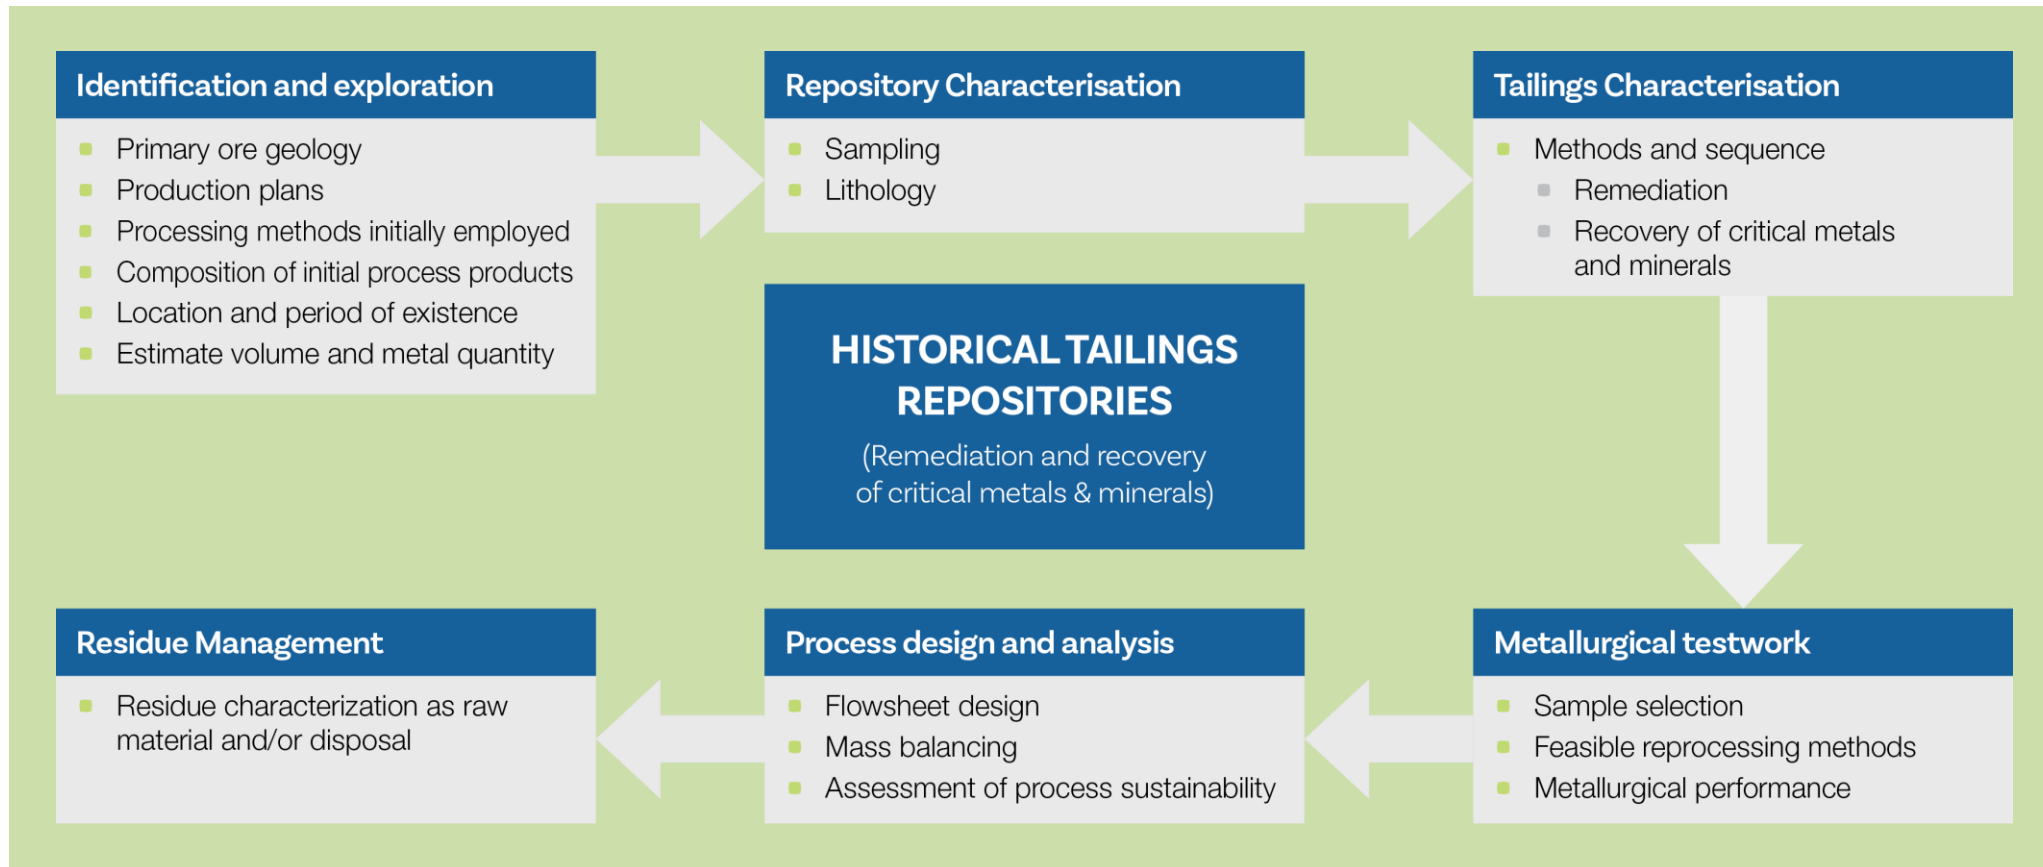 Identification and exploration
Primary ore geology
Production plans
Processing methods initially employed
Composition of initial process products
Location and period of existence
Estimate volume and metal quantity
Repository Characterisation
Sampling
Lithology
Tailings Characterisation
Methods and sequence
Remediation
Recovery of critical metals
and minerals
HISTORICAL TAILINGS
REPOSITORIES
(Remediation and recovery
of critical metals & minerals)
Residue Management
Residue characterization as raw
material and/or disposal
Process design and analysis
Flowsheet design
Mass balancing
Assessment of process sustainability
Metallurgical testwork
Sample selection
Feasible reprocessing methods
Metallurgical performance